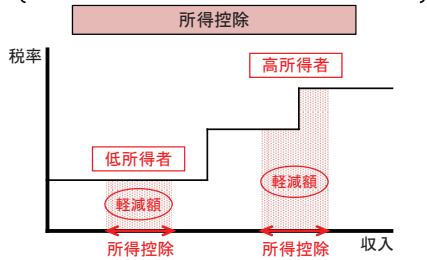 所得控除
税率
高所得者
低所得者
軽減額
軽減額
所得控除
所得控除
収入